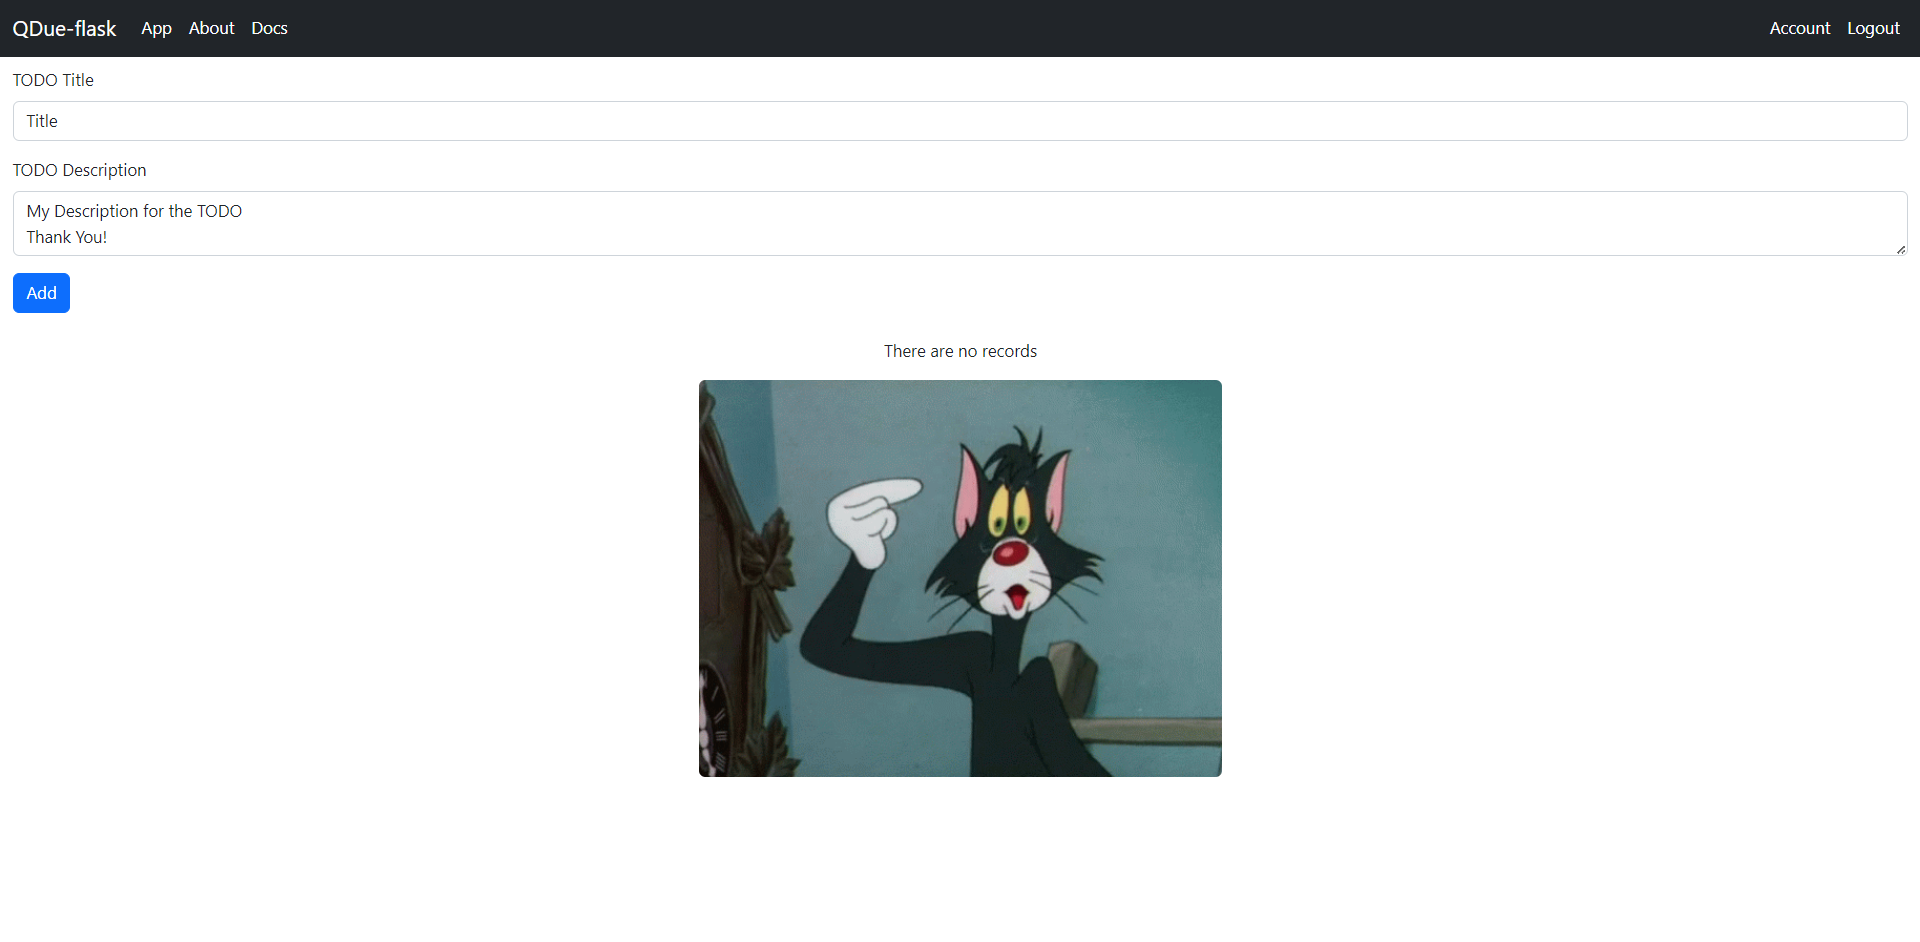 QDue-flask App About Docs Account Logout
TODO Title
Title
TODO Description
My Description for the TODO
Thank You!
Add
There are no records